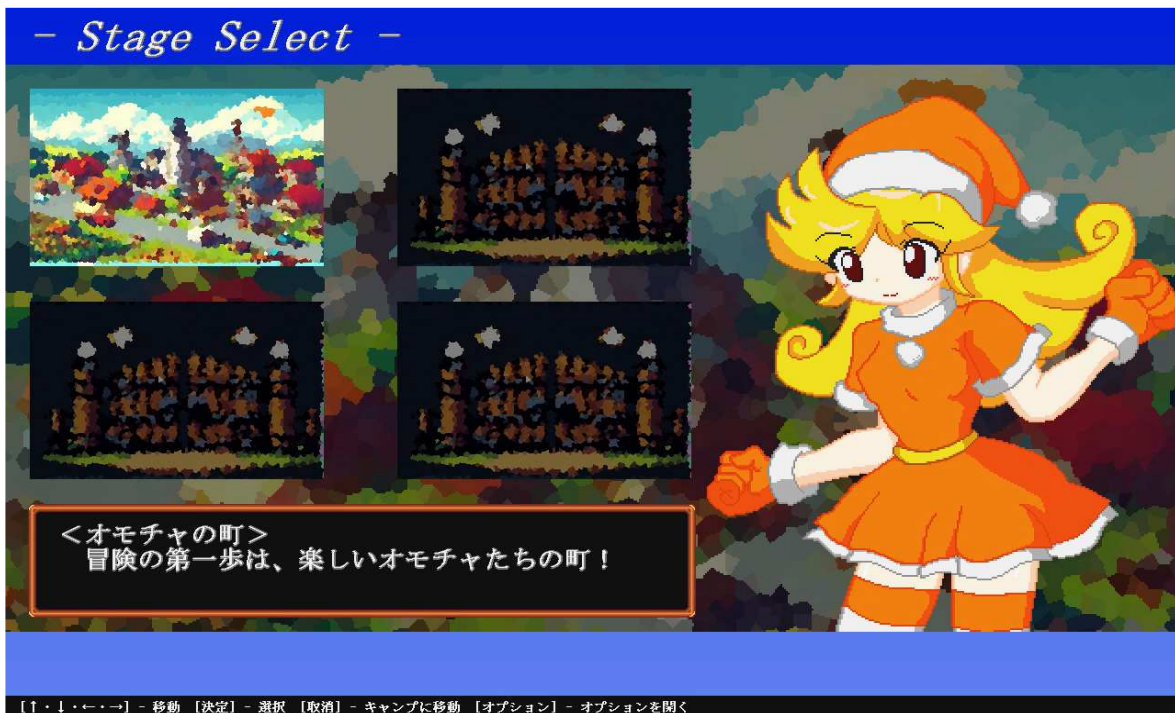 - Stage Select -
＜オモチャの町＞
冒険の第一歩は、楽しいオモチャたちの町！
[↑・↓・←・→] - 移動 [決定] - 選択 [取消] - キャンプに移動 [オプション] - オプションを開く